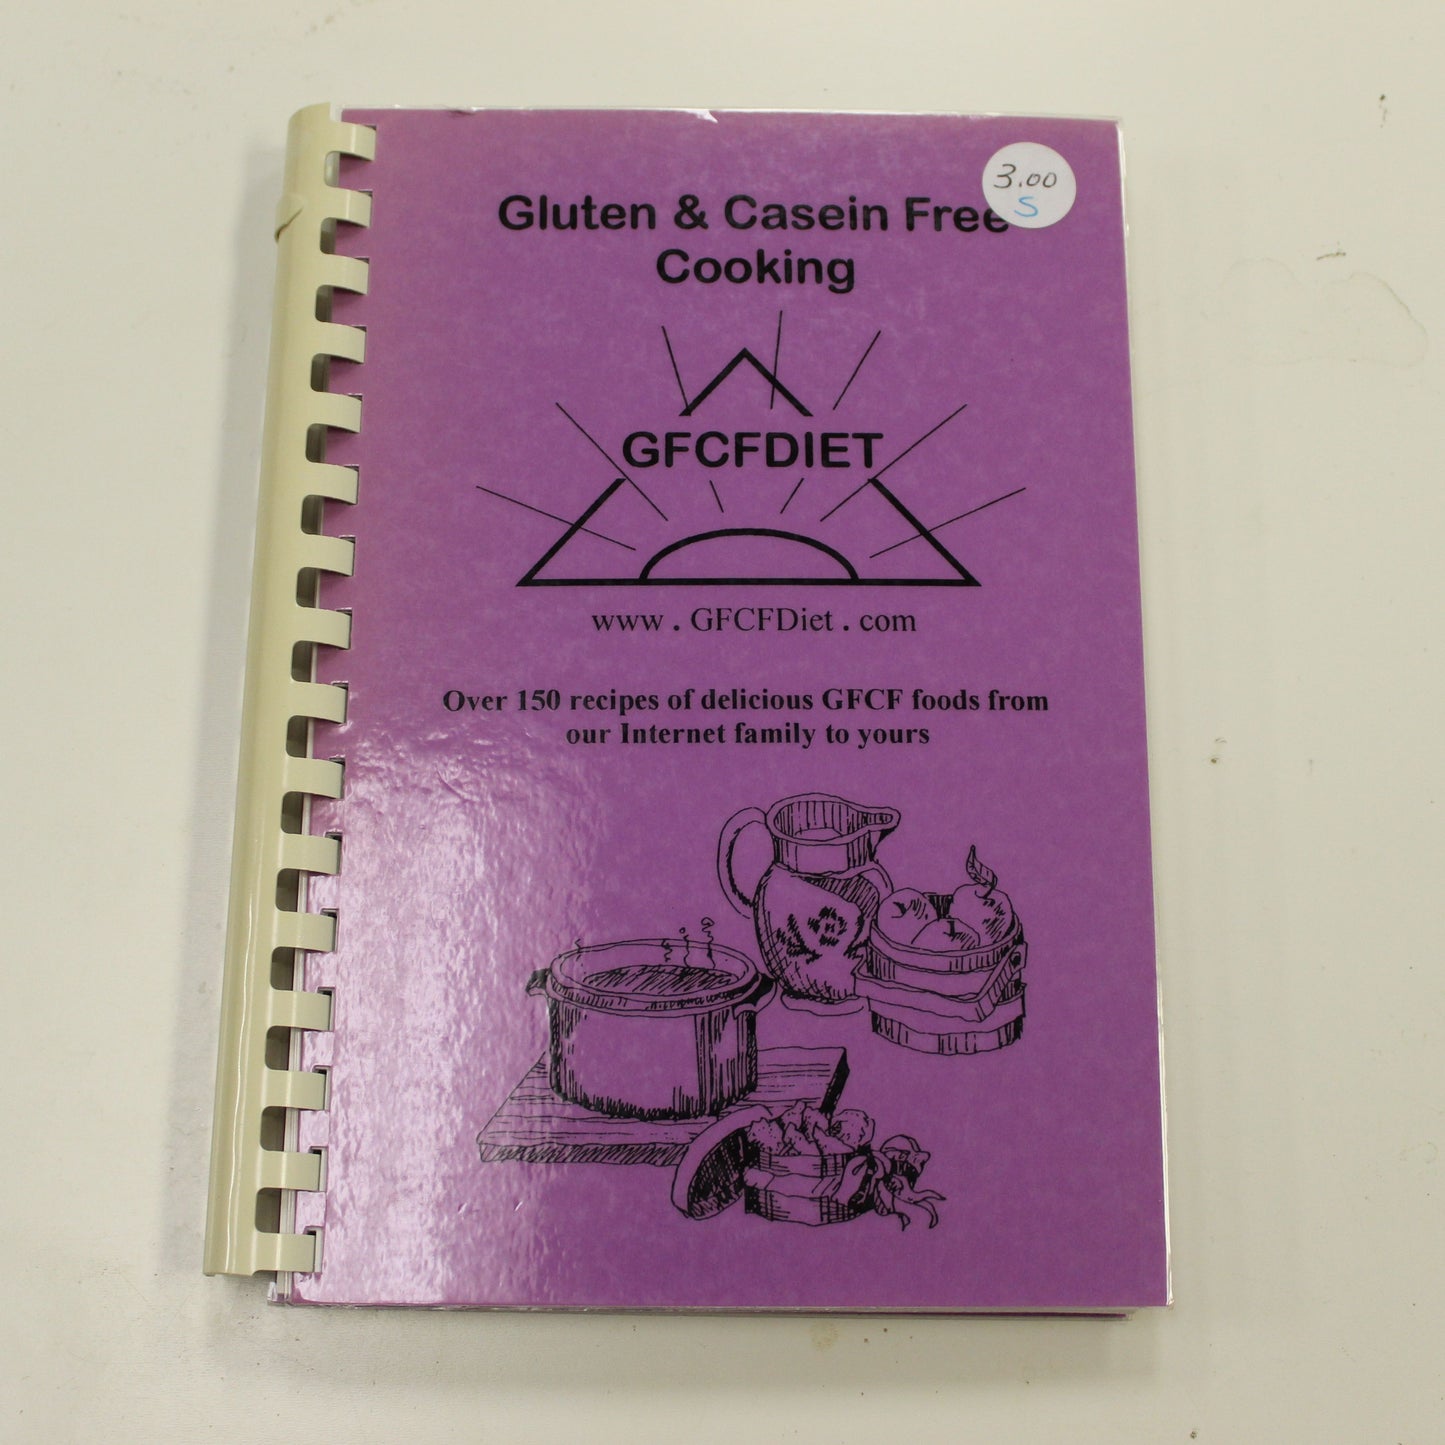 3.00
S
Gluten & Casein Free
Cooking
GFCFDIET
www . GFCFDiet . com
Over 150 recipes of delicious GFCF foods from
our Internet family to yours